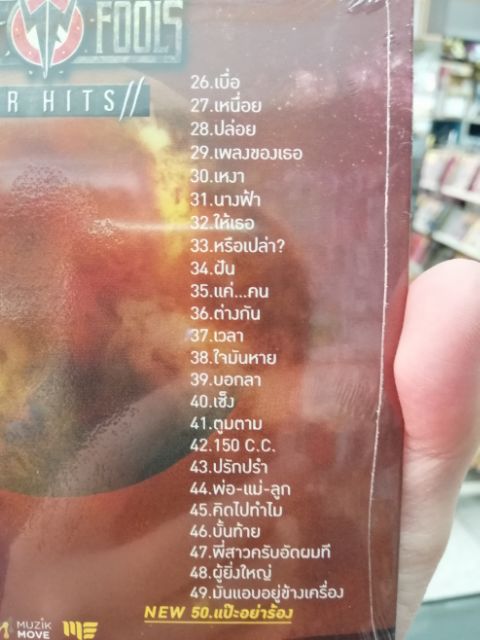 FOOLS
R HITS//
26.เบื่อ
27.เหนื่อย
28.ปล่อย
29.เพลงของเธอ
30.เหงา
31.นางฟ้า
32.ให้เธอ
33.หรือเปล่า?
34.ฝัน
35.แค่...คน
36.ต่างกัน
37.เวลา
38.ใจมันหาย
39.บอกลา
40.เซ็ง
41.ตูมตาม
42.150 C.C.
43.ปรักปรำ
44.พ่อ-แม่-ลูก
45.คิดไปทำไม
46.บั้นท้าย
47.พี่สาวครับอัดผมที
48.ผู้ยิ่งใหญ่
49.มันแอบอยู่ข้างเครื่อง
NEW 50.แป๊ะอย่าร้อง
MUZIK MOVE